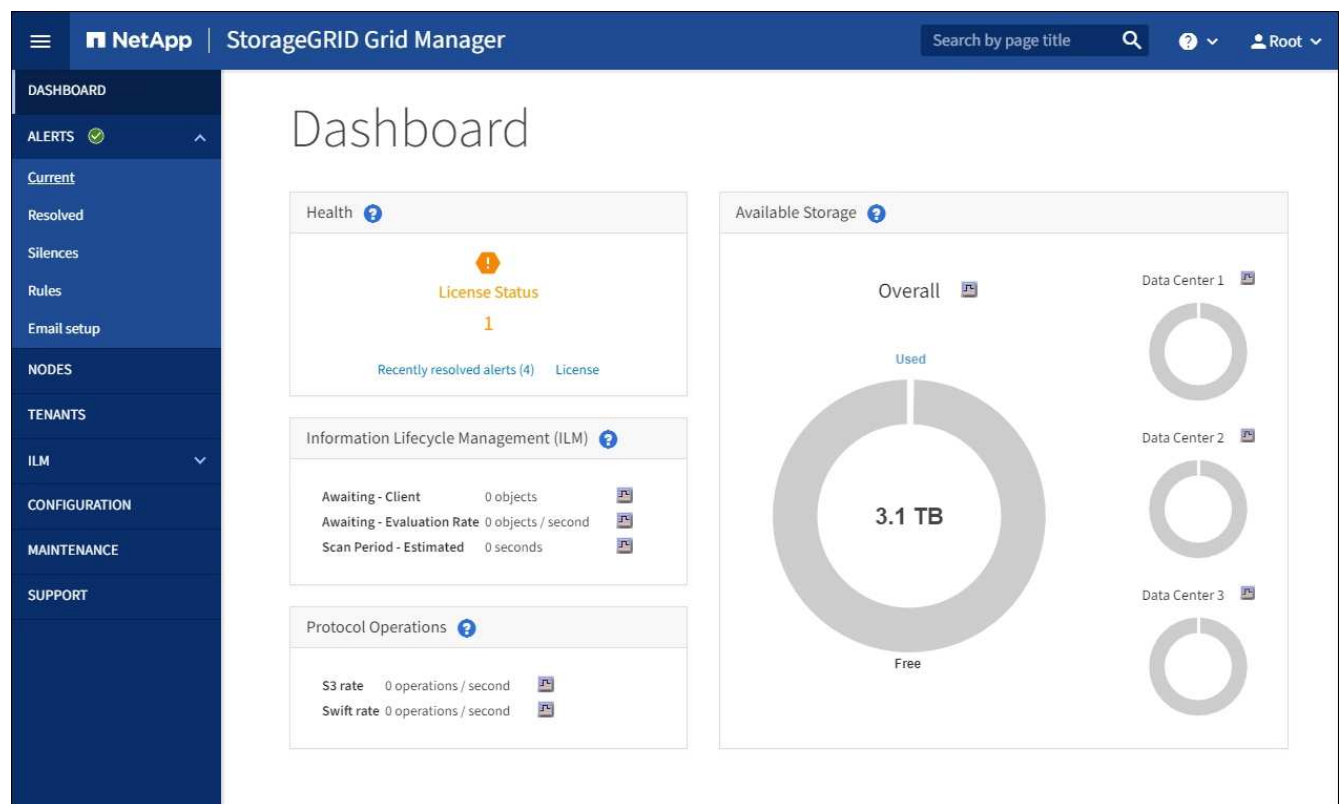 NetApp | StorageGRID Grid Manager
Search by page title
Root
DASHBOARD
ALERTS
Current
Resolved
Silences
Rules
Email setup
NODES
TENANTS
ILM
CONFIGURATION
MAINTENANCE
SUPPORT
Dashboard
Health
License Status
1
Recently resolved alerts (4) License
Information Lifecycle Management (ILM)
Awaiting - Client 0 objects
Awaiting - Evaluation Rate 0 objects / second
Scan Period - Estimated 0 seconds
Protocol Operations
S3 rate 0 operations / second
Swift rate 0 operations / second
Available Storage
Overall
Used
3.1 TB
Free
Data Center 1
Data Center 2
Data Center 3